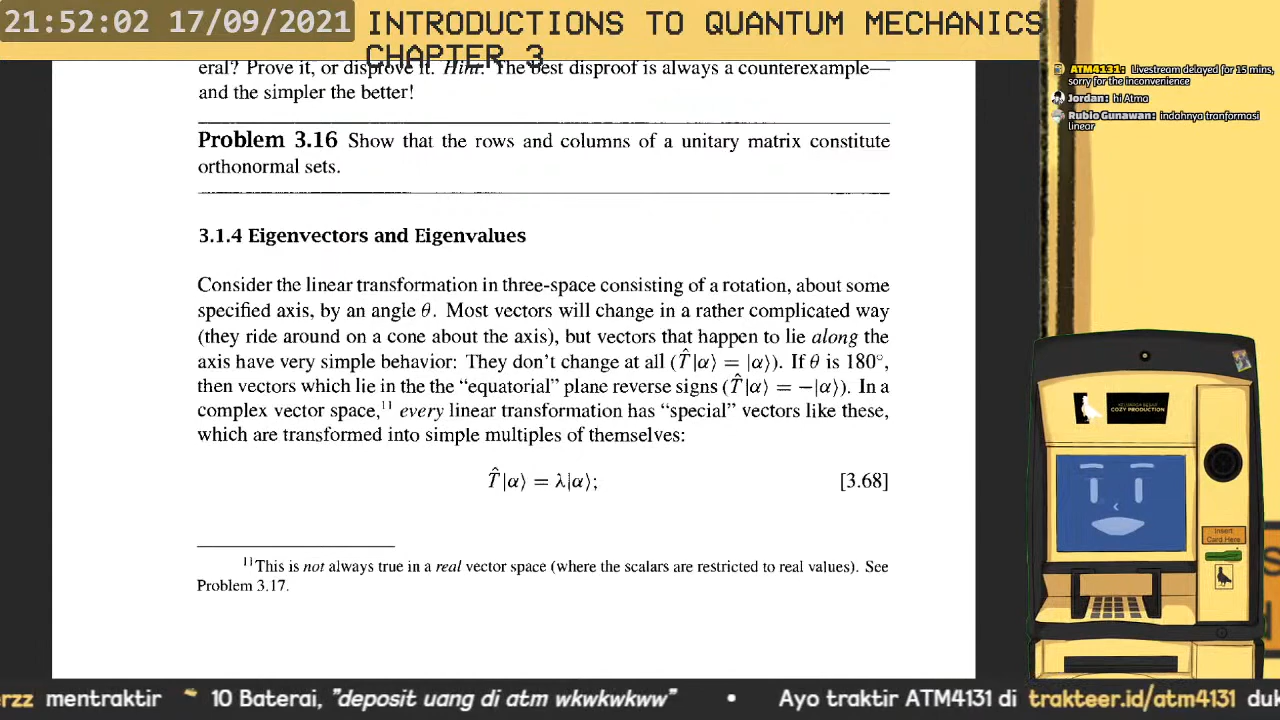 21:52:02 17/09/2021
INTRODUCTIONS TO QUANTUM MECHANICS
CHAPTER 3
eral? Prove it, or disprove it. Hint: The best disproof is always a counterexample—
and the simpler the better!
Problem 3.16 Show that the rows and columns of a unitary matrix constitute
orthonormal sets.
3.1.4 Eigenvectors and Eigenvalues
Consider the linear transformation in three-space consisting of a rotation, about some
specified axis, by an angle θ. Most vectors will change in a rather complicated way
(they ride around on a cone about the axis), but vectors that happen to lie along the
axis have very simple behavior: They don't change at all (T̂|α⟩ = |α⟩). If θ is 180°,
then vectors which lie in the the "equatorial" plane reverse signs (T̂|α⟩ = −|α⟩). In a
complex vector space,¹¹ every linear transformation has "special" vectors like these,
which are transformed into simple multiples of themselves:
T̂|α⟩ = λ|α⟩; [3.68]
¹¹This is not always true in a real vector space (where the scalars are restricted to real values). See
Problem 3.17.
ATM4131: Livestream delayed for 15 mins,
sorry for the inconvenience
Jordan: hi Atma
Rubio Gunawan: indahnya tranformasi
linear
COZY PRODUCTION
Insert
Card Here
erzz mentraktir 10 Baterai, "deposit uang di atm wkwkwkww" • Ayo traktir ATM4131 di trakteer.id/atm4131 duk